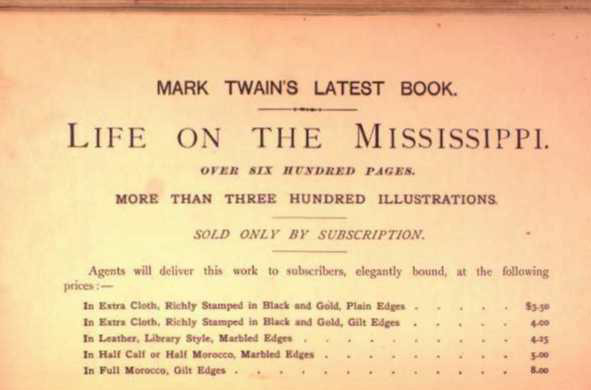 MARK TWAIN'S LATEST BOOK.
LIFE ON THE MISSISSIPPI.
OVER SIX HUNDRED PAGES.
MORE THAN THREE HUNDRED ILLUSTRATIONS.
SOLD ONLY BY SUBSCRIPTION.
Agents will deliver this work to subscribers, elegantly bound, at the following
prices:—
In Extra Cloth, Richly Stamped in Black and Gold, Plain Edges . . . . . . $3.50
In Extra Cloth, Richly Stamped in Black and Gold, Gilt Edges . . . . . . 4.00
In Leather, Library Style, Marbled Edges . . . . . . . . . . . 4.25
In Half Calf or Half Morocco, Marbled Edges . . . . . . . . . . 5.00
In Full Morocco, Gilt Edges . . . . . . . . . . . . . . 8.00